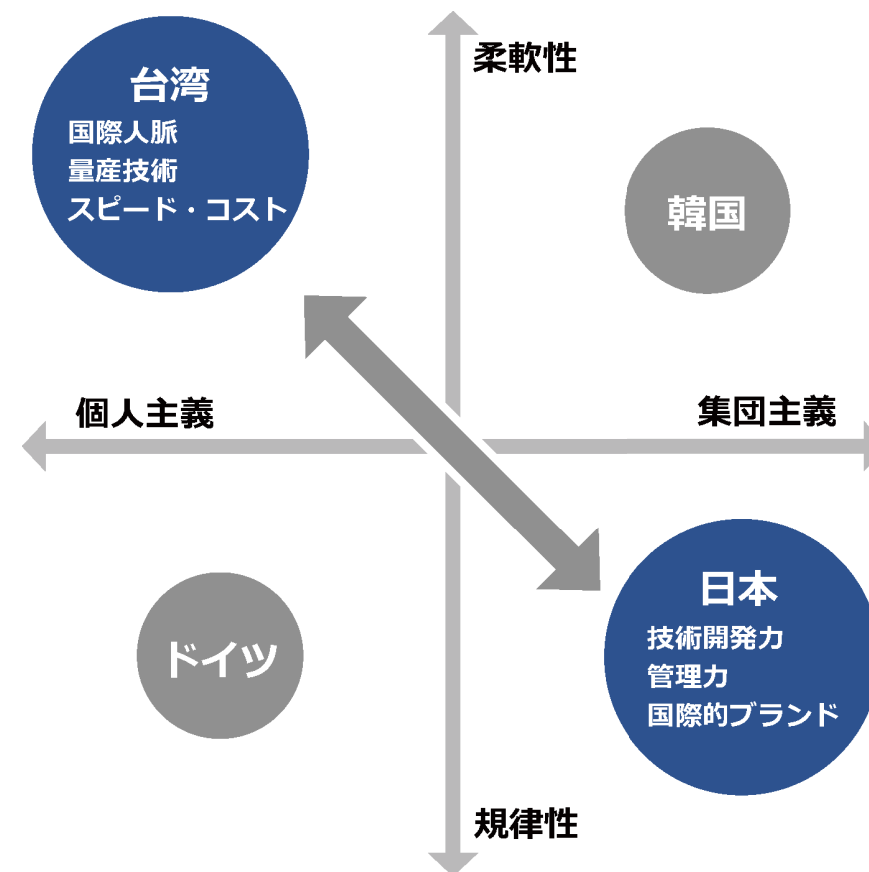 柔軟性
台湾
国際人脈
量産技術
スピード・コスト
韓国
個人主義
集団主義
日本
技術開発力
管理力
国際的ブランド
ドイツ
規律性